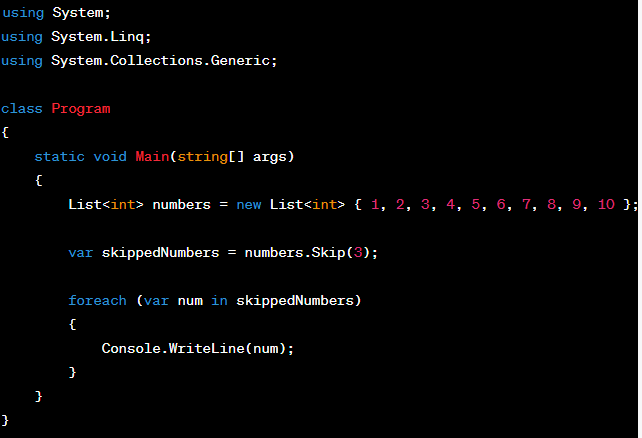 using System;
using System.Linq;
using System.Collections.Generic;

class Program
{
    static void Main(string[] args)
    {
        List<int> numbers = new List<int> { 1, 2, 3, 4, 5, 6, 7, 8, 9, 10 };

        var skippedNumbers = numbers.Skip(3);

        foreach (var num in skippedNumbers)
        {
            Console.WriteLine(num);
        }
    }
}